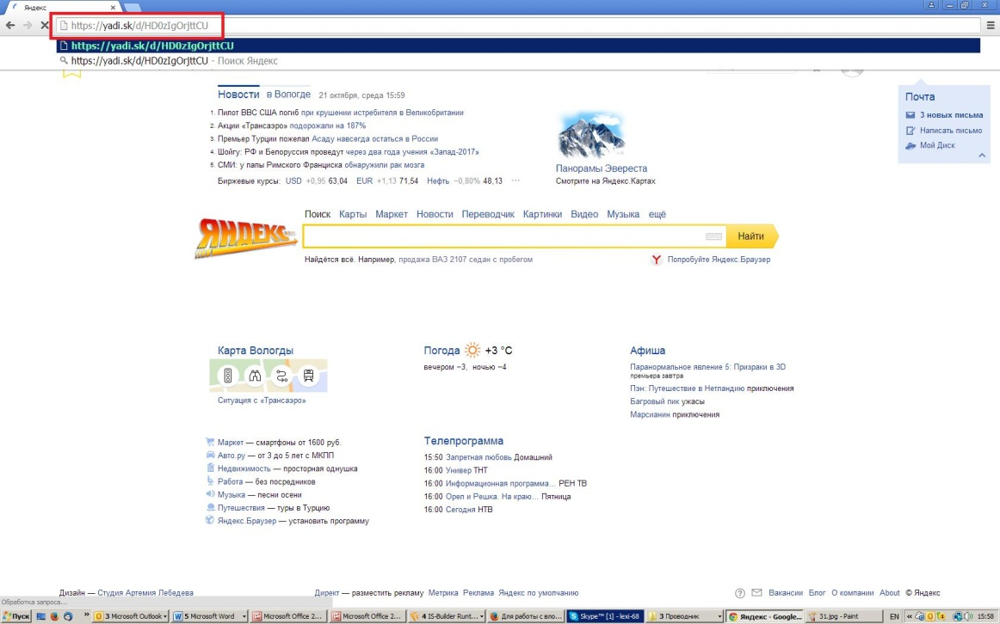 Яндекс
https://yadi.sk/d/HD0zIgOrjttCU
https://yadi.sk/d/HD0zIgOrjttCU
https://yadi.sk/d/HD0zIgOrjttCU - Поиск Яндекс
Новости в Вологде 21 октября, среда 15:59
1. Пилот ВВС США погиб при крушении истребителя в Великобритании
2. Акции «Трансаэро» подорожали на 187%
3. Премьер Турции пожелал Асаду навсегда остаться в России
4. Шойгу: РФ и Белоруссия проведут через два года учения «Запад-2017»
5. СМИ: у папы Римского Франциска обнаружили рак мозга
Биржевые курсы: USD +0,95 63,04 EUR +1,13 71,54 Нефть −0,80% 48,13 ···
Панорамы Эвереста
Смотрите на Яндекс.Картах
Почта
3 новых письма
Написать письмо
Мой Диск
Поиск Карты Маркет Новости Переводчик Картинки Видео Музыка ещё
ЯНДЕКС
Найти
Найдётся всё. Например, продажа ВАЗ 2107 седан с пробегом
Попробуйте Яндекс.Браузер
Карта Вологды
Ситуация с «Трансаэро»
Погода +3 °C
вечером −3, ночью −4
Афиша
Паранормальное явление 5: Призраки в 3D
премьера завтра
Пэн: Путешествие в Нетландию приключения
Багровый пик ужасы
Марсианин приключения
Маркет — смартфоны от 1600 руб.
Авто.ру — от 3 до 5 лет с МКПП
Недвижимость — просторная однушка
Работа — без посредников
Музыка — песни осени
Путешествия — туры в Турцию
Яндекс.Браузер — установить программу
Телепрограмма
15:50 Запретная любовь Домашний
16:00 Универ ТНТ
16:00 Информационная программа… РЕН ТВ
16:00 Орел и Решка. На краю… Пятница
16:00 Сегодня НТВ
Дизайн — Студия Артемия Лебедева
Директ — разместить рекламу Метрика Реклама Яндекс по умолчанию
Вакансии Блог О компании About © Яндекс
Обработка запроса...
Пуск » 3 Microsoft Outlook 5 Microsoft Word Microsoft Office 2... Microsoft Office 2... 4 IS-Builder Runt... Для работы с вло... Skype™ [1] - lexi-68 3 Проводник Яндекс - Google... 31.jpg - Paint EN « 15:58